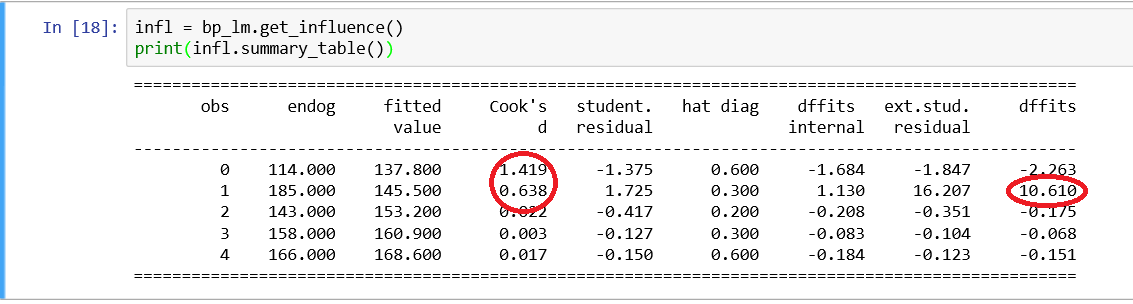 In [18]: infl = bp_lm.get_influence()
print(infl.summary_table())
==================================================================================================
obs endog fitted Cook's student. hat diag dffits ext.stud. dffits
value d residual internal residual
--------------------------------------------------------------------------------------------------
0 114.000 137.800 1.419 -1.375 0.600 -1.684 -1.847 -2.263
1 185.000 145.500 0.638 1.725 0.300 1.130 16.207 10.610
2 143.000 153.200 0.022 -0.417 0.200 -0.208 -0.351 -0.175
3 158.000 160.900 0.003 -0.127 0.300 -0.083 -0.104 -0.068
4 166.000 168.600 0.017 -0.150 0.600 -0.184 -0.123 -0.151
==================================================================================================